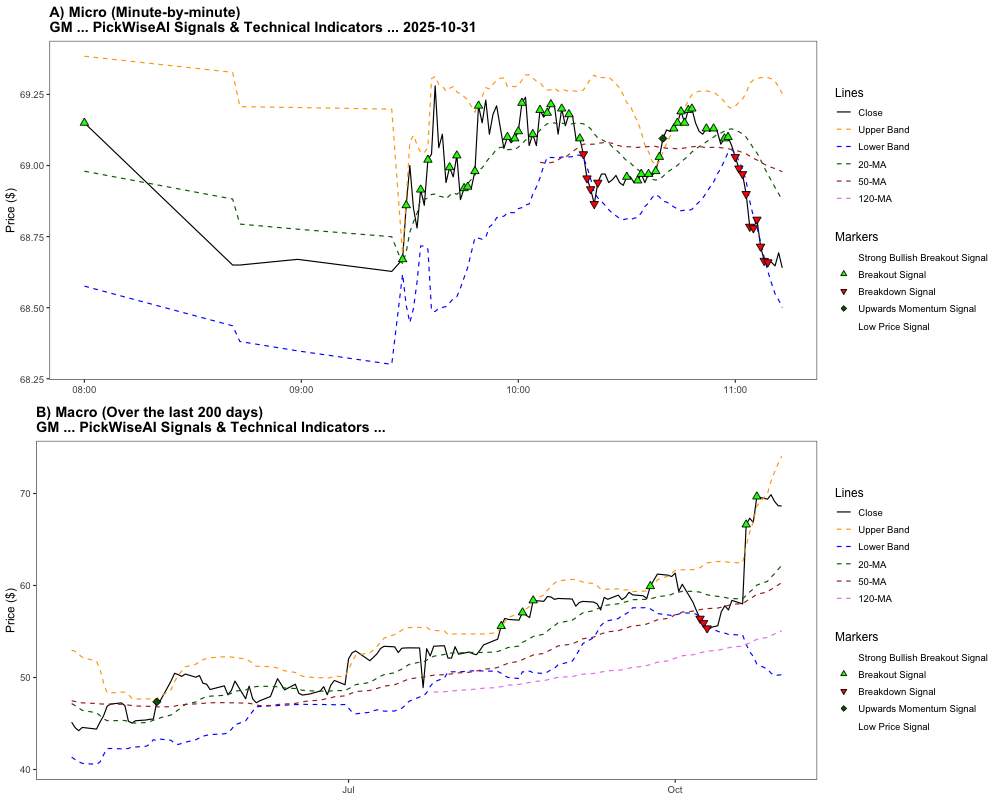 A) Micro (Minute-by-minute)
GM ... PickWiseAI Signals & Technical Indicators ... 2025-10-31
Price ($)
69.25
69.00
68.75
68.50
68.25
08:00
09:00
10:00
11:00
Lines
Close
Upper Band
Lower Band
20-MA
50-MA
120-MA
Markers
Strong Bullish Breakout Signal
Breakout Signal
Breakdown Signal
Upwards Momentum Signal
Low Price Signal
B) Macro (Over the last 200 days)
GM ... PickWiseAI Signals & Technical Indicators ...
Price ($)
70
60
50
40
Jul
Oct
Lines
Close
Upper Band
Lower Band
20-MA
50-MA
120-MA
Markers
Strong Bullish Breakout Signal
Breakout Signal
Breakdown Signal
Upwards Momentum Signal
Low Price Signal